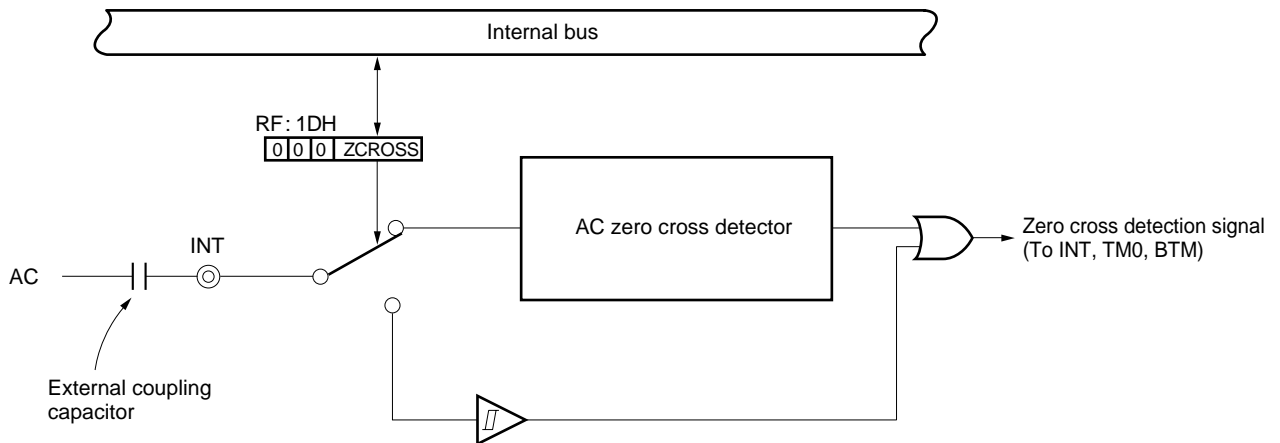 Internal bus
RF: 1DH
0 0 0 ZCROSS
AC zero cross detector
Zero cross detection signal
(To INT, TM0, BTM)
INT
AC
External coupling
capacitor